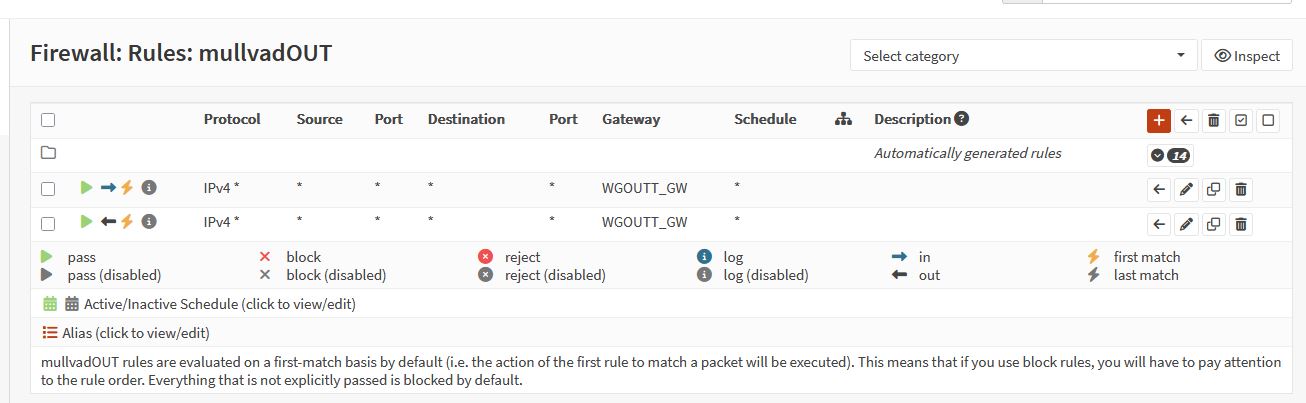 Firewall: Rules: mullvadOUT
Select category Inspect
Protocol Source Port Destination Port Gateway Schedule Description
Automatically generated rules 14
IPv4 * * * * * WGOUTT_GW *
IPv4 * * * * * WGOUTT_GW *
pass block reject log in first match
pass (disabled) block (disabled) reject (disabled) log (disabled) out last match
Active/Inactive Schedule (click to view/edit)
Alias (click to view/edit)
mullvadOUT rules are evaluated on a first-match basis by default (i.e. the action of the first rule to match a packet will be executed). This means that if you use block rules, you will have to pay attention
to the rule order. Everything that is not explicitly passed is blocked by default.